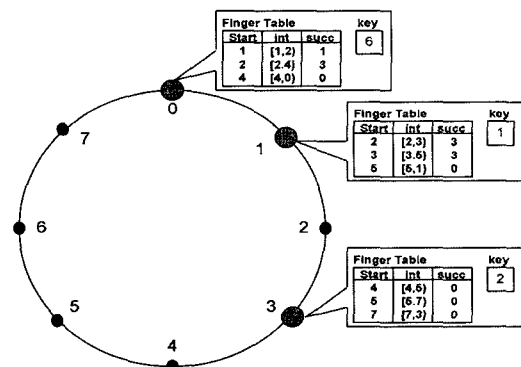 Finger Table key
Start int succ 6
1 [1,2) 1
2 [2.4) 3
4 [4,0) 0
0
7
1
Finger Table key
Start int succ 1
2 [2,3) 3
3 [3.5) 3
5 [5,1) 0
6
2
Finger Table key
Start int succ 2
4 [4,5) 0
5 [5.7) 0
7 [7,3) 0
5
3
4